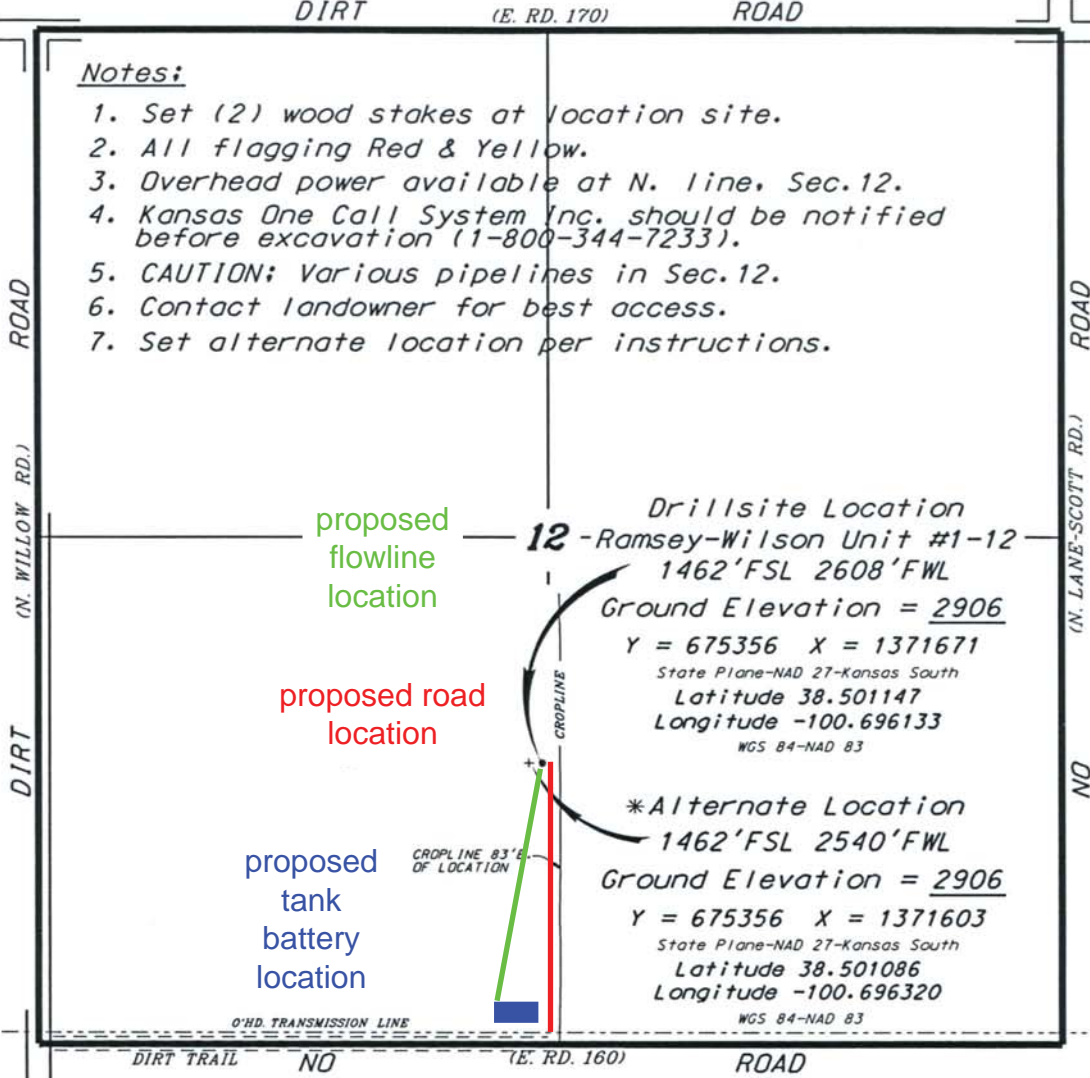 DIRT (E. RD. 170) ROAD
Notes:
1. Set (2) wood stakes at location site.
2. All flagging Red & Yellow.
3. Overhead power available at N. line, Sec.12.
4. Kansas One Call System Inc. should be notified
before excavation (1-800-344-7233).
5. CAUTION: Various pipelines in Sec.12.
6. Contact landowner for best access.
7. Set alternate location per instructions.
ROAD
(N. WILLOW RD.)
DIRT
ROAD
(N. LANE-SCOTT RD.)
NO
proposed
flowline
location
12
Drillsite Location
-Ramsey-Wilson Unit #1-12
1462'FSL 2608'FWL
Ground Elevation = 2906
Y = 675356 X = 1371671
State Plane-NAD 27-Kansas South
Latitude 38.501147
Longitude -100.696133
WGS 84-NAD 83
CROPLINE
proposed road
location
*Alternate Location
1462'FSL 2540'FWL
Ground Elevation = 2906
Y = 675356 X = 1371603
State Plane-NAD 27-Kansas South
Latitude 38.501086
Longitude -100.696320
WGS 84-NAD 83
CROPLINE 83'E.
OF LOCATION
proposed
tank
battery
location
O'HD. TRANSMISSION LINE
DIRT TRAIL NO (E. RD. 160) ROAD